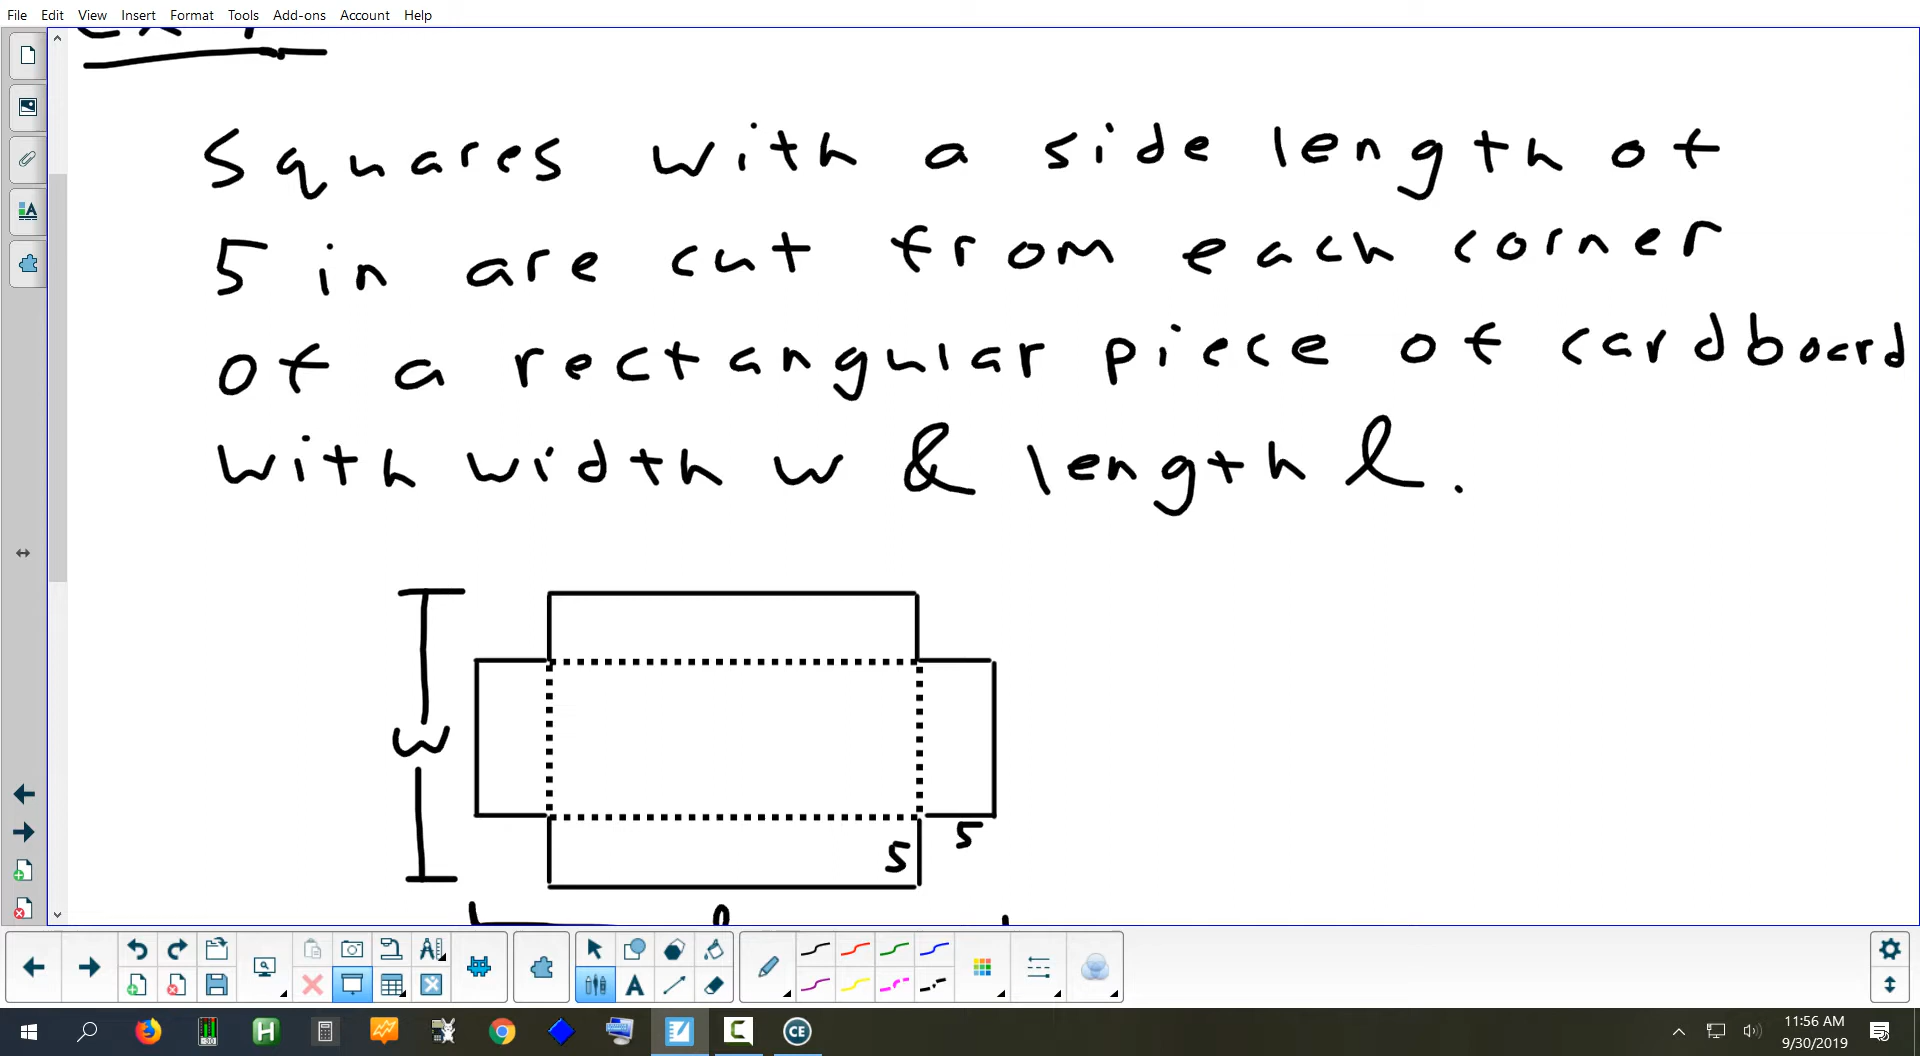 File Edit View Insert Format Tools Add-ons Account Help
Squares with a side length of
5 in are cut from each corner
of a rectangular piece of cardboard
with width w & length l.
w
5
5
11:56 AM
9/30/2019